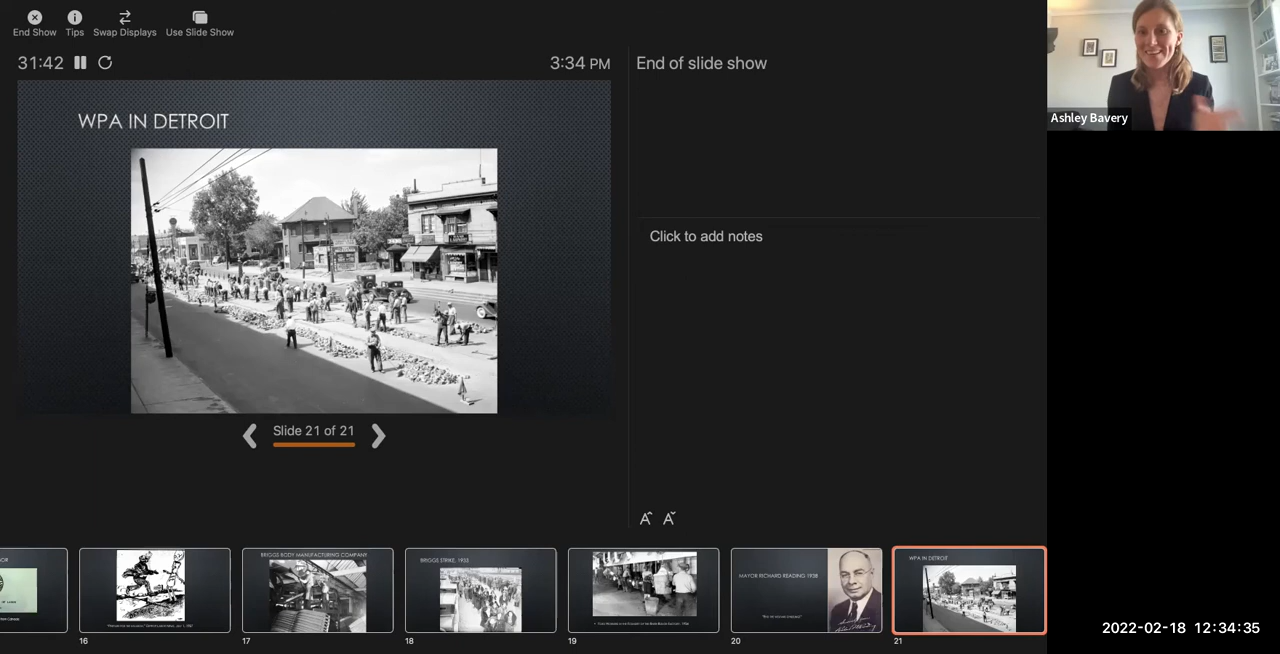 End Show Tips Swap Displays Use Slide Show
31:42 3:34 PM
WPA IN DETROIT
Slide 21 of 21
End of slide show
Click to add notes
Ashley Bavery
BRIGGS BODY MANUFACTURING COMPANY
BRIGGS STRIKE, 1933
MAYOR RICHARD READING 1938
WPA IN DETROIT
16 17 18 19 20 21
2022-02-18 12:34:35